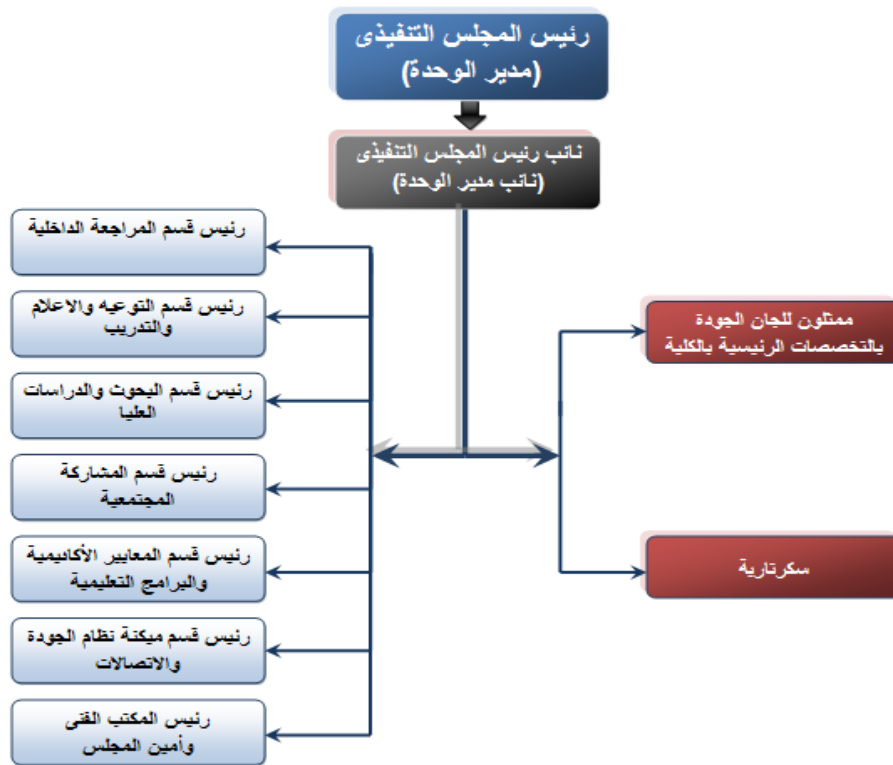 رئيس المجلس التنفيذى
(مدير الوحدة)
نائب رئيس المجلس التنفيذى
(نائب مدير الوحدة)
ممثلون للجان الجودة
بالتخصصات الرئيسية بالكلية
سكرتارية
رئيس قسم المراجعة الداخلية
رئيس قسم التوعيه والاعلام
والتدريب
رئيس قسم البحوث والدراسات
العليا
رئيس قسم المشاركة
المجتمعية
رئيس قسم المعايير الأكاديمية
والبرامج التعليمية
رئيس قسم ميكنة نظام الجودة
والاتصالات
رئيس المكتب الفنى
وأمين المجلس